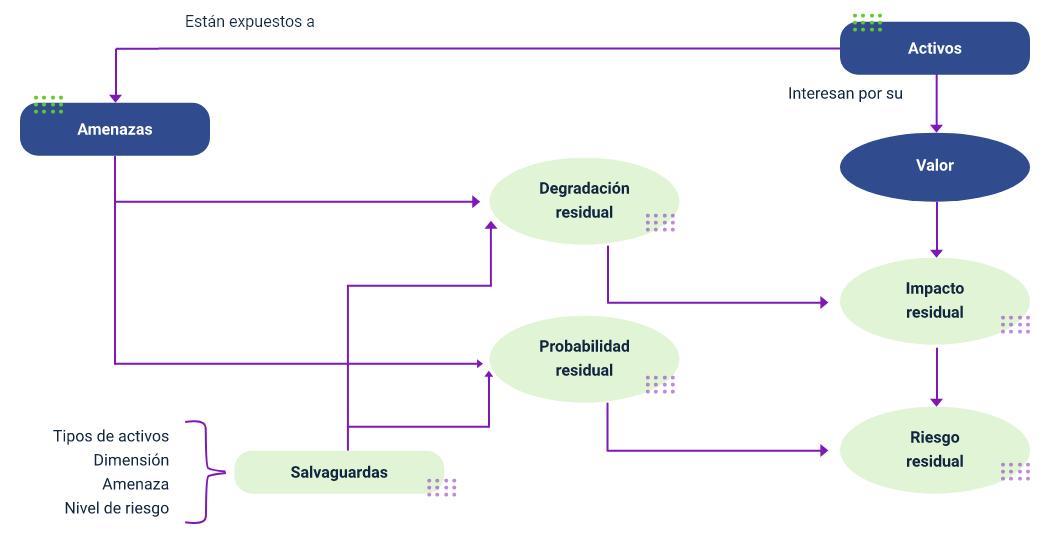 Están expuestos a
Activos
Interesan por su
Amenazas
Valor
Degradación
residual
Impacto
residual
Probabilidad
residual
Tipos de activos
Dimensión
Amenaza
Nivel de riesgo
Salvaguardas
Riesgo
residual